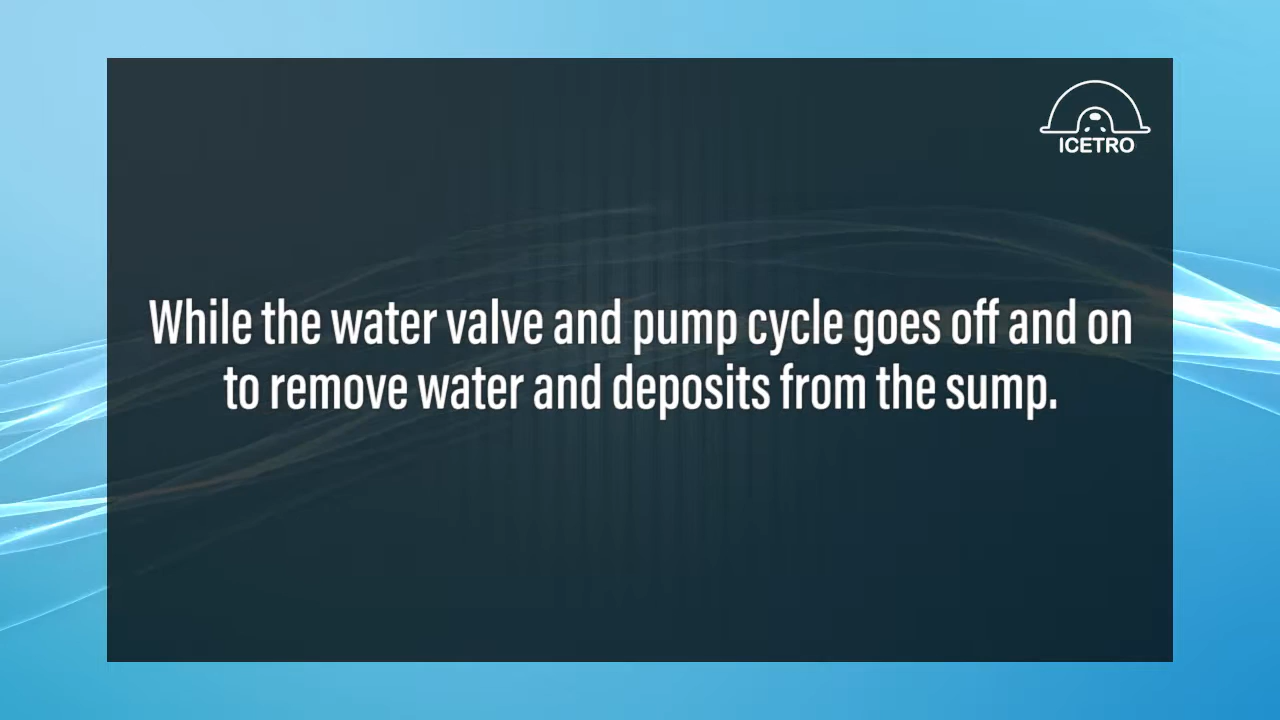 ICETRO
While the water valve and pump cycle goes off and on
to remove water and deposits from the sump.